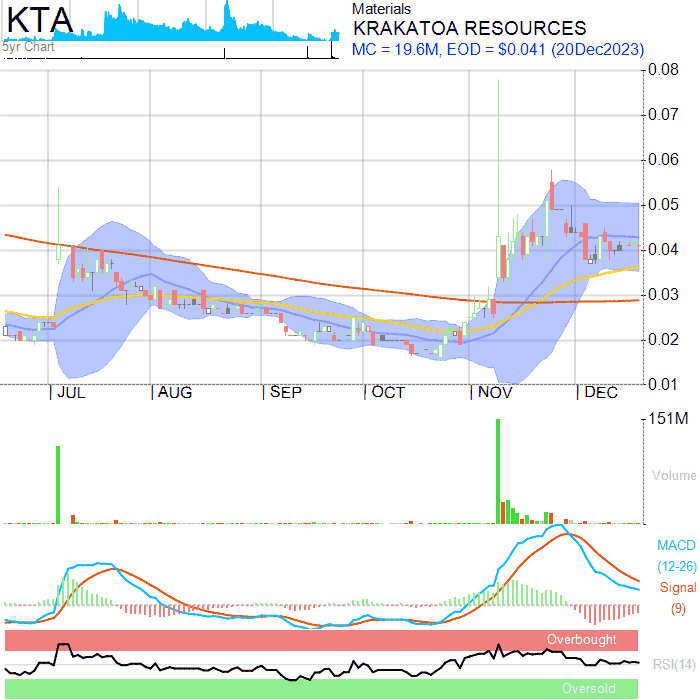 KTA
5yr Chart
Materials
KRAKATOA RESOURCES
MC = 19.6M, EOD = $0.041 (20Dec2023)
0.08
0.07
0.06
0.05
0.04
0.03
0.02
0.01
JUL AUG SEP OCT NOV DEC
151M
Volume
MACD
(12-26)
Signal
(9)
Overbought
RSI(14)
Oversold